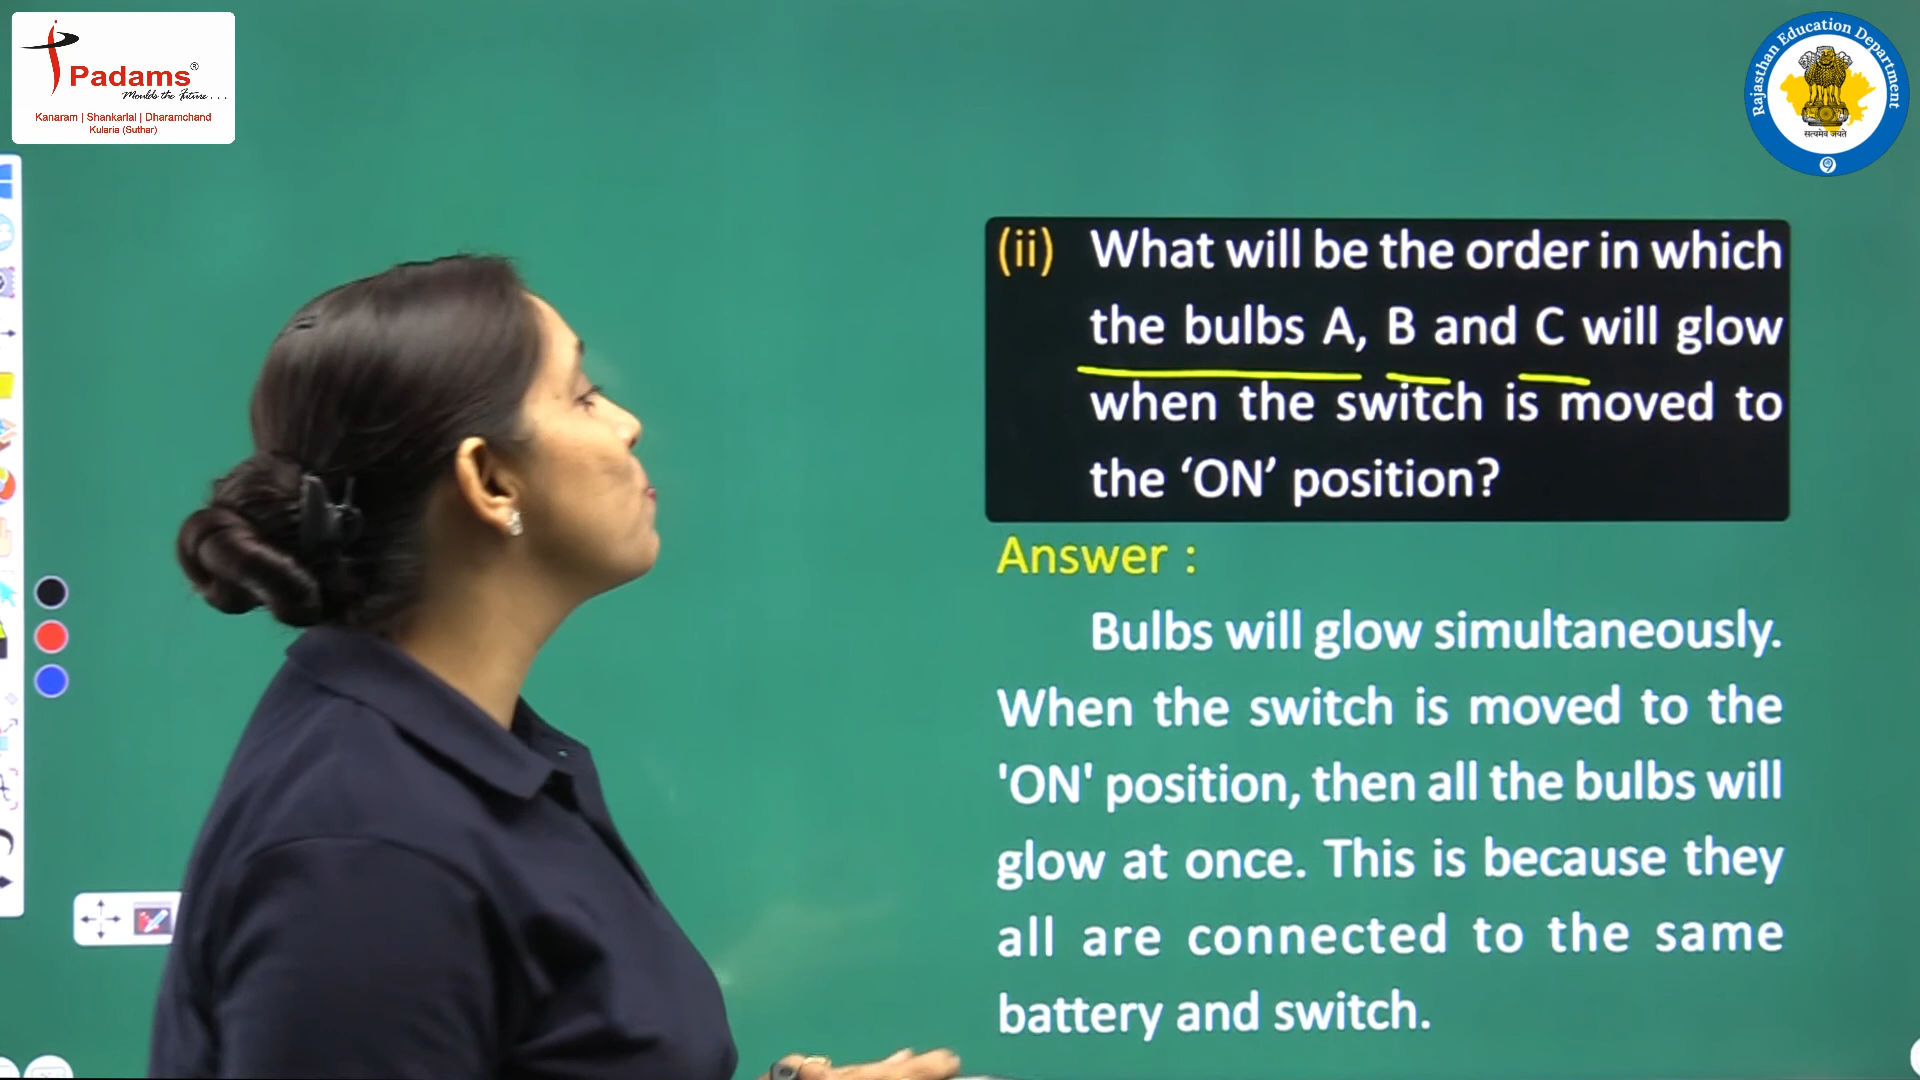 Padams®
Moulds the Future . . .
Kanaram | Shankarlal | Dharamchand
Kularia (Suthar)
Rajasthan Education Department
सत्यमेव जयते
(ii) What will be the order in which
the bulbs A, B and C will glow
when the switch is moved to
the ‘ON’ position?
Answer :
Bulbs will glow simultaneously.
When the switch is moved to the
'ON' position, then all the bulbs will
glow at once. This is because they
all are connected to the same
battery and switch.